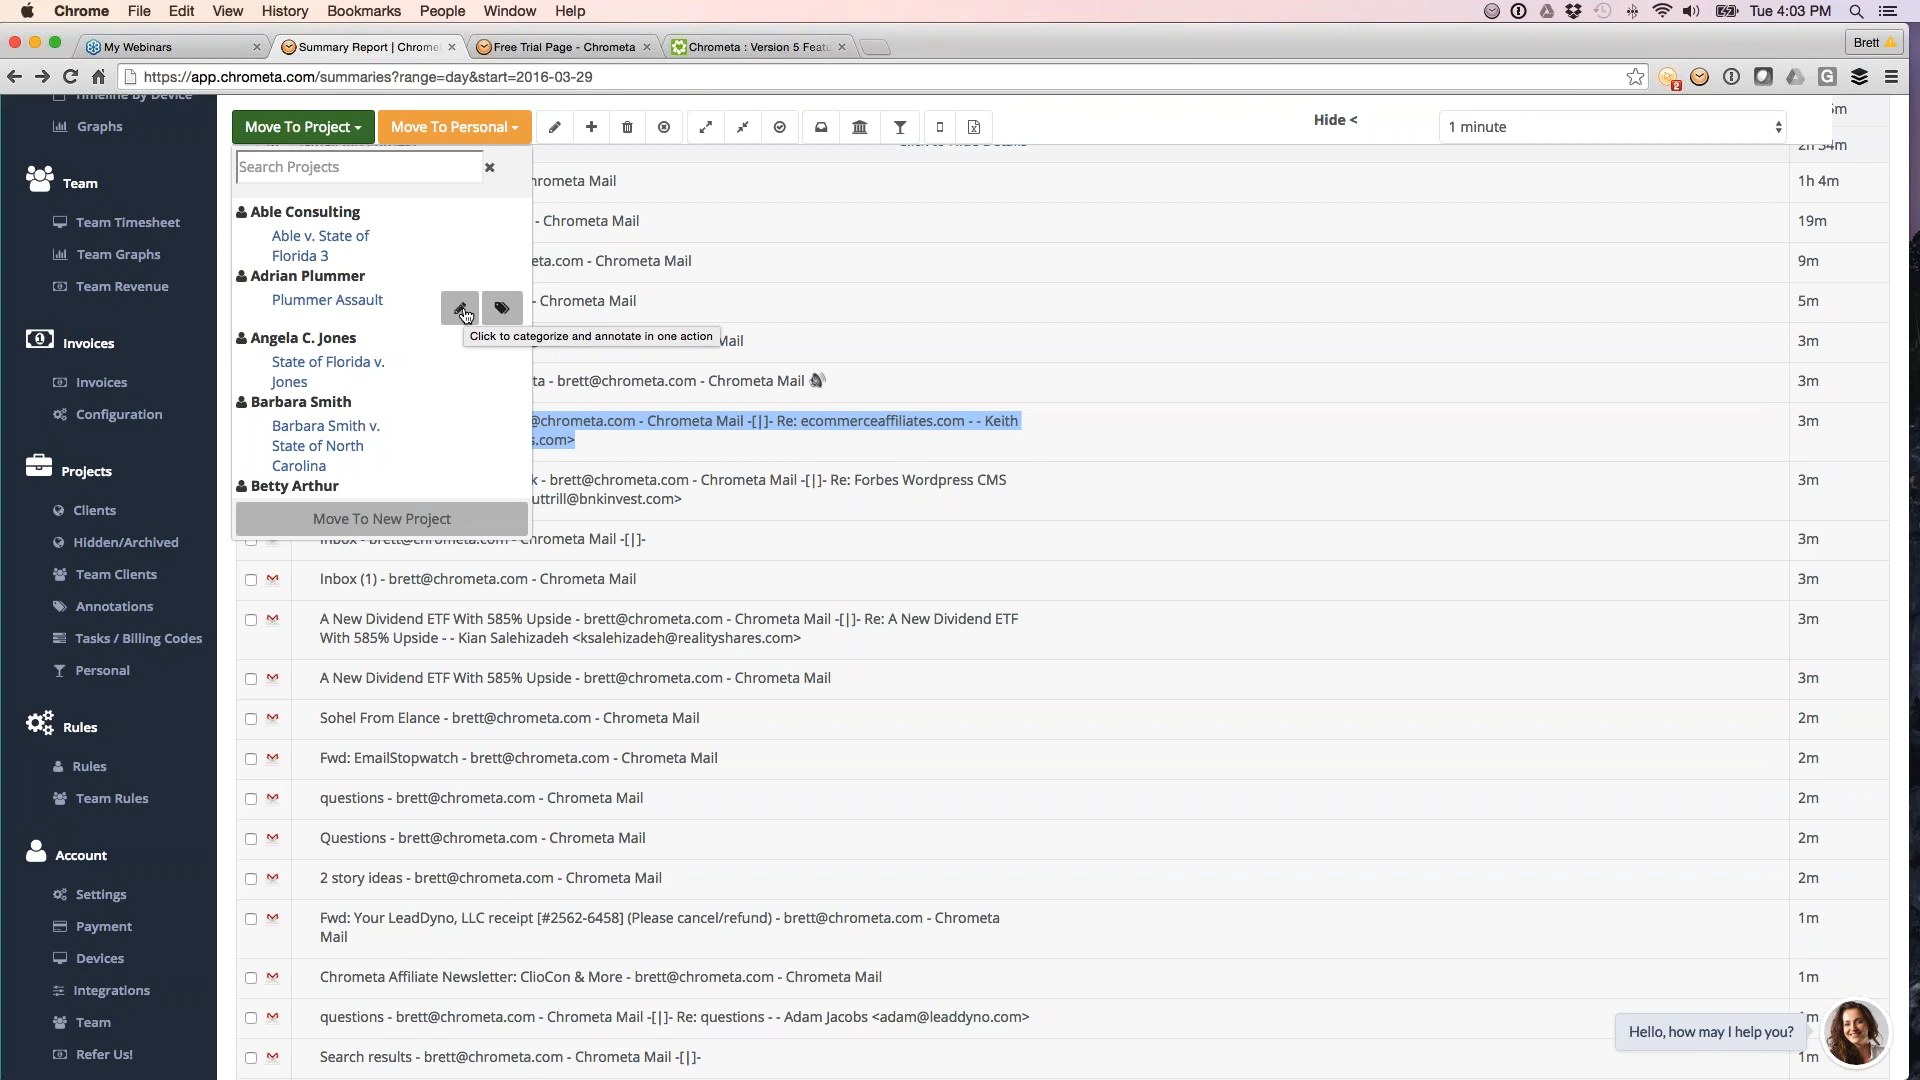 Chrome File Edit View History Bookmarks People Window Help
Tue 4:03 PM
My Webinars
Summary Report | Chrome
Free Trial Page - Chrometa
Chrometa : Version 5 Feat
Brett
https://app.chrometa.com/summaries?range=day&start=2016-03-29
Timeline By Device
Graphs
Team
Team Timesheet
Team Graphs
Team Revenue
Invoices
Invoices
Configuration
Projects
Clients
Hidden/Archived
Team Clients
Annotations
Tasks / Billing Codes
Personal
Rules
Rules
Team Rules
Account
Settings
Payment
Devices
Integrations
Team
Refer Us!
Move To Project
Move To Personal
Hide <
1 minute
Search Projects
Able Consulting
Able v. State of
Florida 3
Adrian Plummer
Plummer Assault
Click to categorize and annotate in one action
Angela C. Jones
State of Florida v.
Jones
Barbara Smith
Barbara Smith v.
State of North
Carolina
Betty Arthur
Move To New Project
Click to Hide Details
2h 34m
rometa Mail
1h 4m
- Chrometa Mail
19m
eta.com - Chrometa Mail
9m
- Chrometa Mail
5m
Mail
3m
ta - brett@chrometa.com - Chrometa Mail
3m
@chrometa.com - Chrometa Mail -[|]- Re: ecommerceaffiliates.com - - Keith
s.com>
3m
k - brett@chrometa.com - Chrometa Mail -[|]- Re: Forbes Wordpress CMS
uttrill@bnkinvest.com>
3m
Inbox - brett@chrometa.com - Chrometa Mail -[|]-
3m
Inbox (1) - brett@chrometa.com - Chrometa Mail
3m
A New Dividend ETF With 585% Upside - brett@chrometa.com - Chrometa Mail -[|]- Re: A New Dividend ETF
With 585% Upside - - Kian Salehizadeh <ksalehizadeh@realityshares.com>
3m
A New Dividend ETF With 585% Upside - brett@chrometa.com - Chrometa Mail
3m
Sohel From Elance - brett@chrometa.com - Chrometa Mail
2m
Fwd: EmailStopwatch - brett@chrometa.com - Chrometa Mail
2m
questions - brett@chrometa.com - Chrometa Mail
2m
Questions - brett@chrometa.com - Chrometa Mail
2m
2 story ideas - brett@chrometa.com - Chrometa Mail
2m
Fwd: Your LeadDyno, LLC receipt [#2562-6458] (Please cancel/refund) - brett@chrometa.com - Chrometa
Mail
1m
Chrometa Affiliate Newsletter: ClioCon & More - brett@chrometa.com - Chrometa Mail
1m
questions - brett@chrometa.com - Chrometa Mail -[|]- Re: questions - - Adam Jacobs <adam@leaddyno.com>
Hello, how may I help you?
Search results - brett@chrometa.com - Chrometa Mail -[|]-
1m